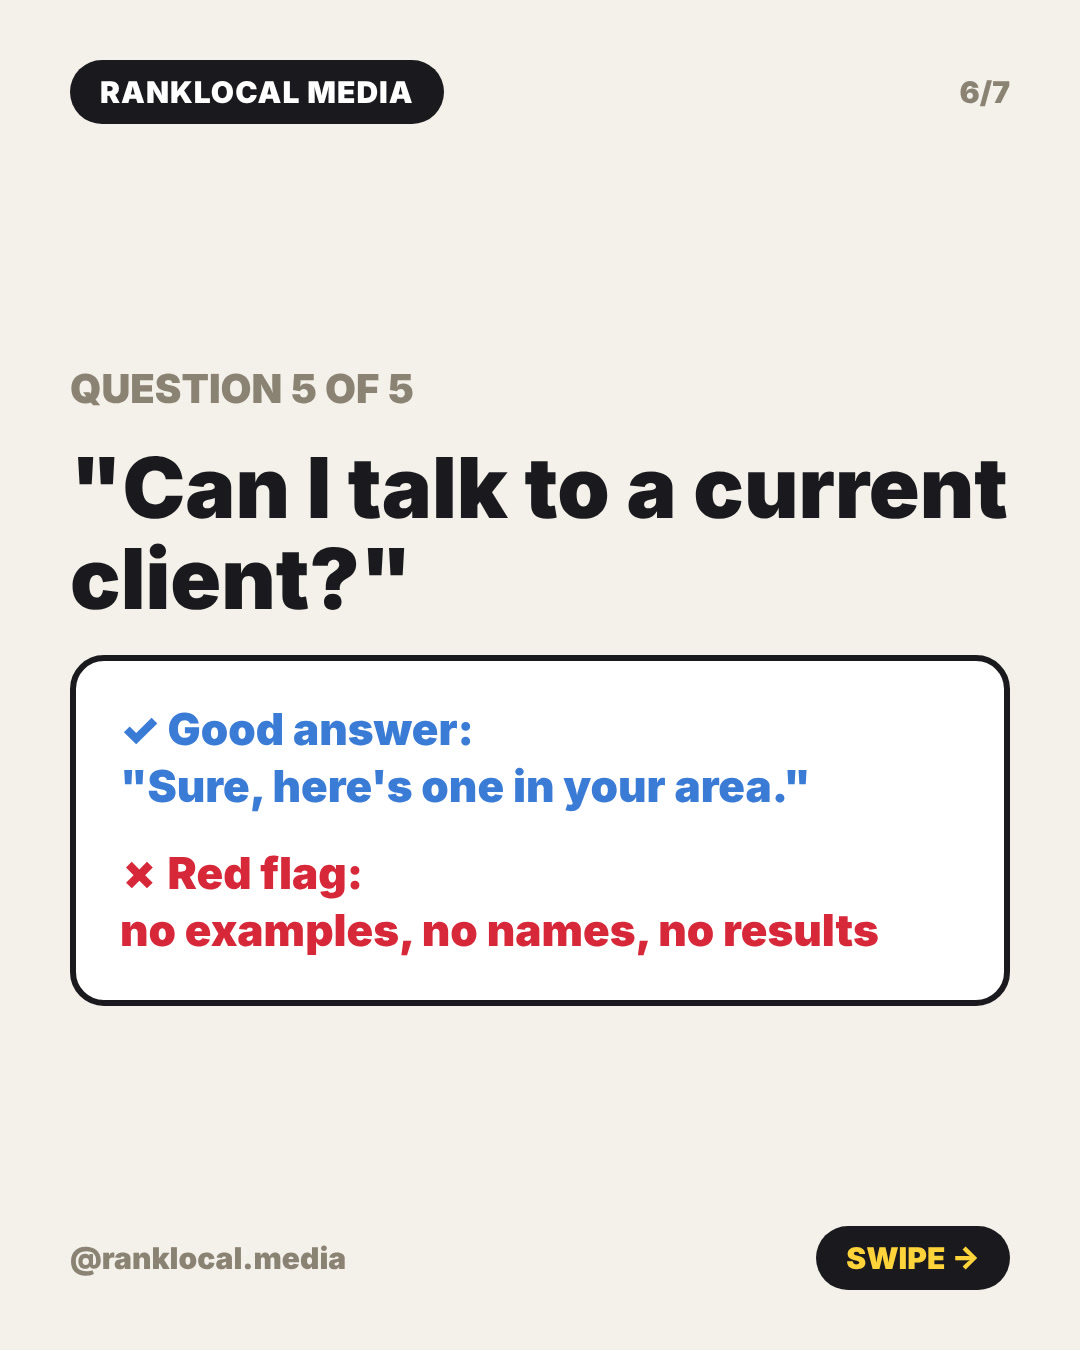 RANKLOCAL MEDIA
6/7
QUESTION 5 OF 5
"Can I talk to a current
client?"
✓ Good answer:
"Sure, here's one in your area."
✕ Red flag:
no examples, no names, no results
@ranklocal.media
SWIPE →